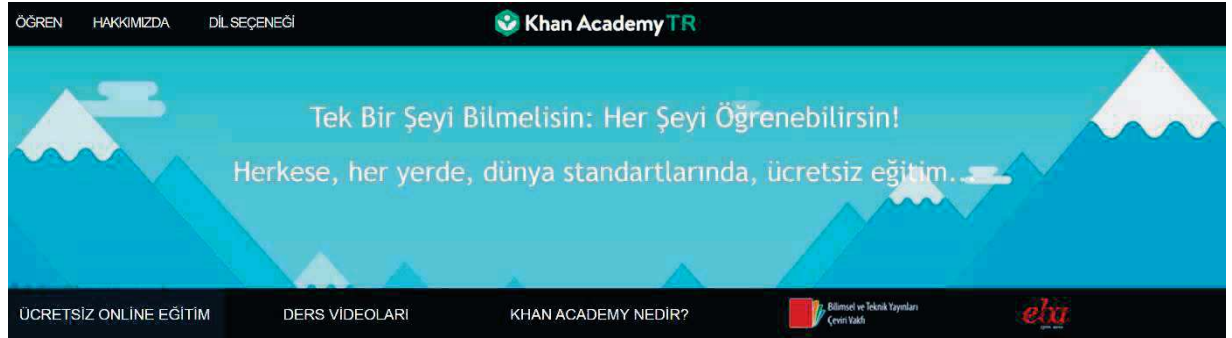 ÖĞREN HAKKIMIZDA DİL SEÇENEĞİ Khan Academy TR
Tek Bir Şeyi Bilmelisin: Her Şeyi Öğrenebilirsin!
Herkese, her yerde, dünya standartlarında, ücretsiz eğitim...
ÜCRETSİZ ONLİNE EĞİTİM DERS VİDEOLARI KHAN ACADEMY NEDİR? Bilimsel ve Teknik Yayınları
Çeviri Vakfı
eba